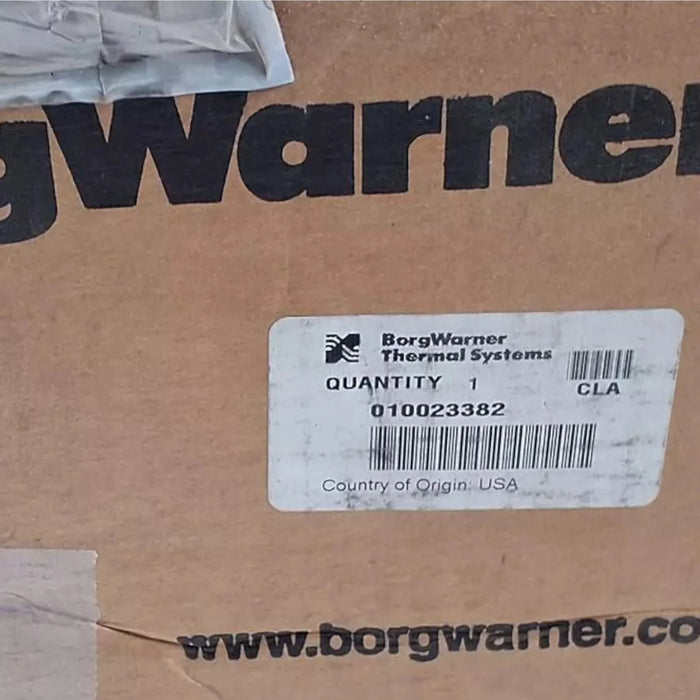 gWarner
BorgWarner
Thermal Systems
QUANTITY 1
CLA
010023382
Country of Origin: USA
www.borgwarner.co